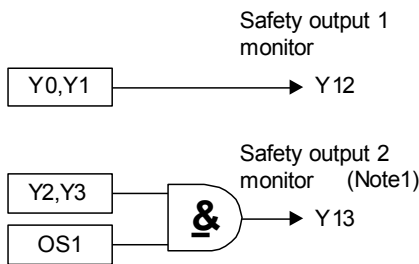 Safety output 1
monitor
Y0,Y1
Y12
Safety output 2
monitor (Note1)
Y2,Y3
&
Y13
OS1